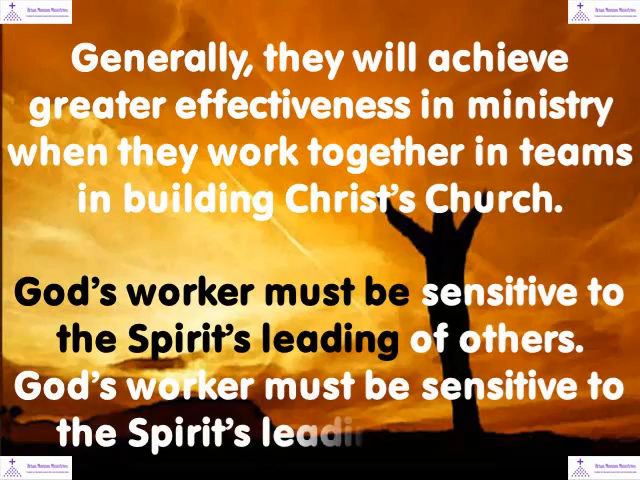 Generally, they will achieve
greater effectiveness in ministry
when they work together in teams
in building Christ's Church.
God's worker must be sensitive to
the Spirit's leading of others.
God's worker must be sensitive to
the Spirit's leadin